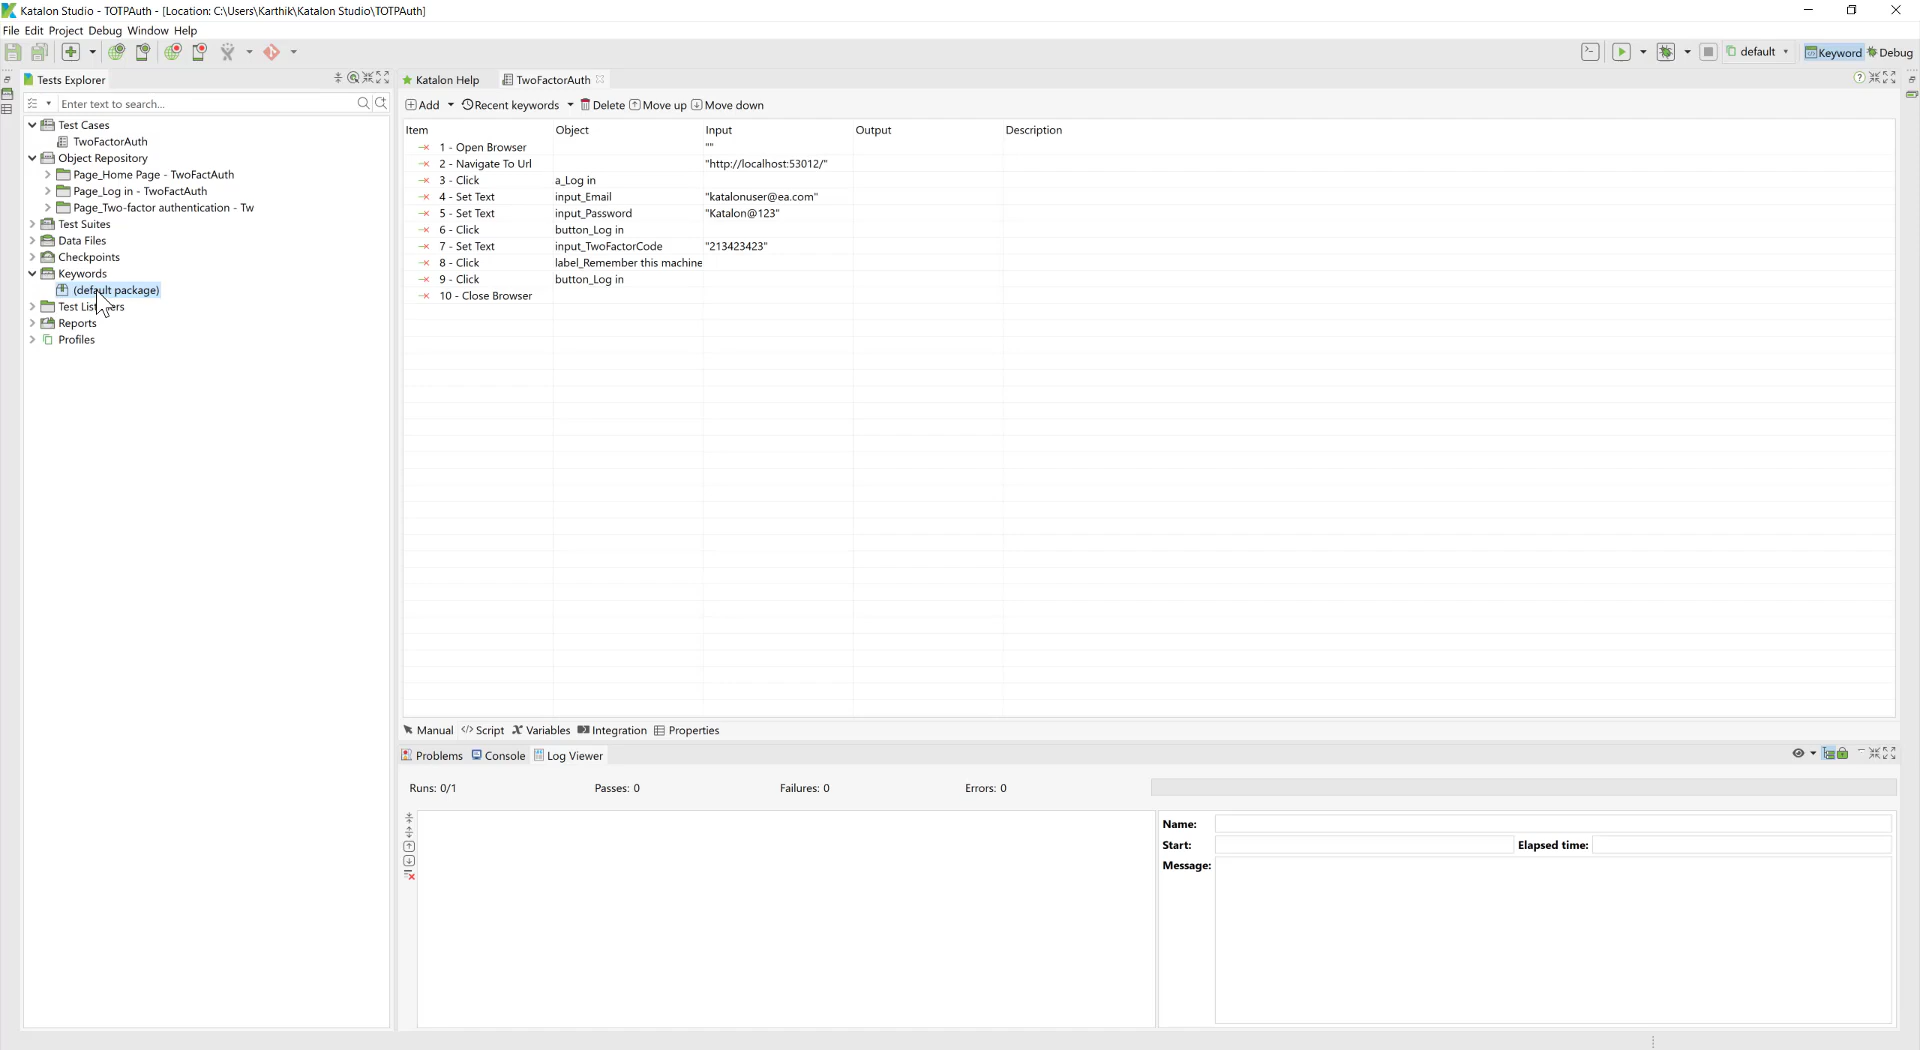 Katalon Studio - TOTPAuth - [Location: C:\Users\Karthik\Katalon Studio\TOTPAuth]
File Edit Project Debug Window Help
default
Keyword
Debug
Tests Explorer
Enter text to search...
Test Cases
TwoFactorAuth
Object Repository
Page_Home Page - TwoFactAuth
Page_Log in - TwoFactAuth
Page_Two-factor authentication - Tw
Test Suites
Data Files
Checkpoints
Keywords
(default package)
Reports
Profiles
Katalon Help
TwoFactorAuth
Add Recent keywords Delete Move up Move down
Item Object Input Output Description
1 - Open Browser ""
2 - Navigate To Url "http://localhost:53012/"
3 - Click a_Log in
4 - Set Text input_Email "katalonuser@ea.com"
5 - Set Text input_Password "Katalon@123"
6 - Click button_Log in
7 - Set Text input_TwoFactorCode "213423423"
8 - Click label_Remember this machine
9 - Click button_Log in
10 - Close Browser
Manual Script Variables Integration Properties
Problems Console Log Viewer
Runs: 0/1 Passes: 0 Failures: 0 Errors: 0
Name:
Start: Elapsed time:
Message: